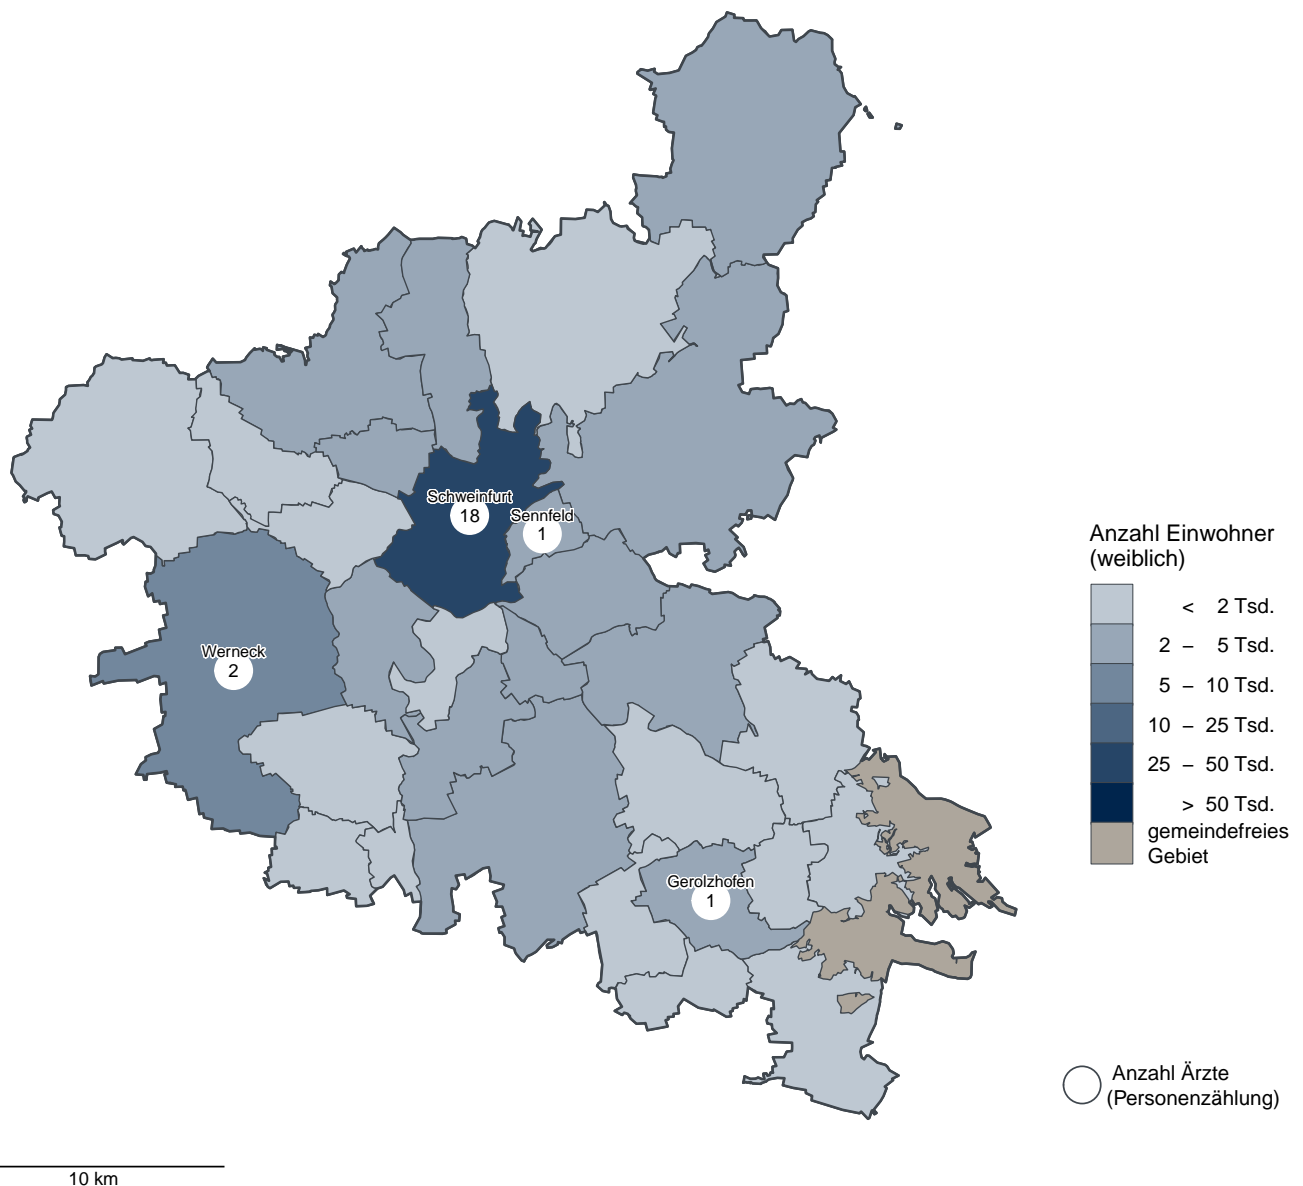 Schweinfurt
18
Sennfeld
1
Werneck
2
Gerolzhofen
1
Anzahl Einwohner
(weiblich)
< 2 Tsd.
2 – 5 Tsd.
5 – 10 Tsd.
10 – 25 Tsd.
25 – 50 Tsd.
> 50 Tsd.
gemeindefreies
Gebiet
Anzahl Ärzte
(Personenzählung)
10 km